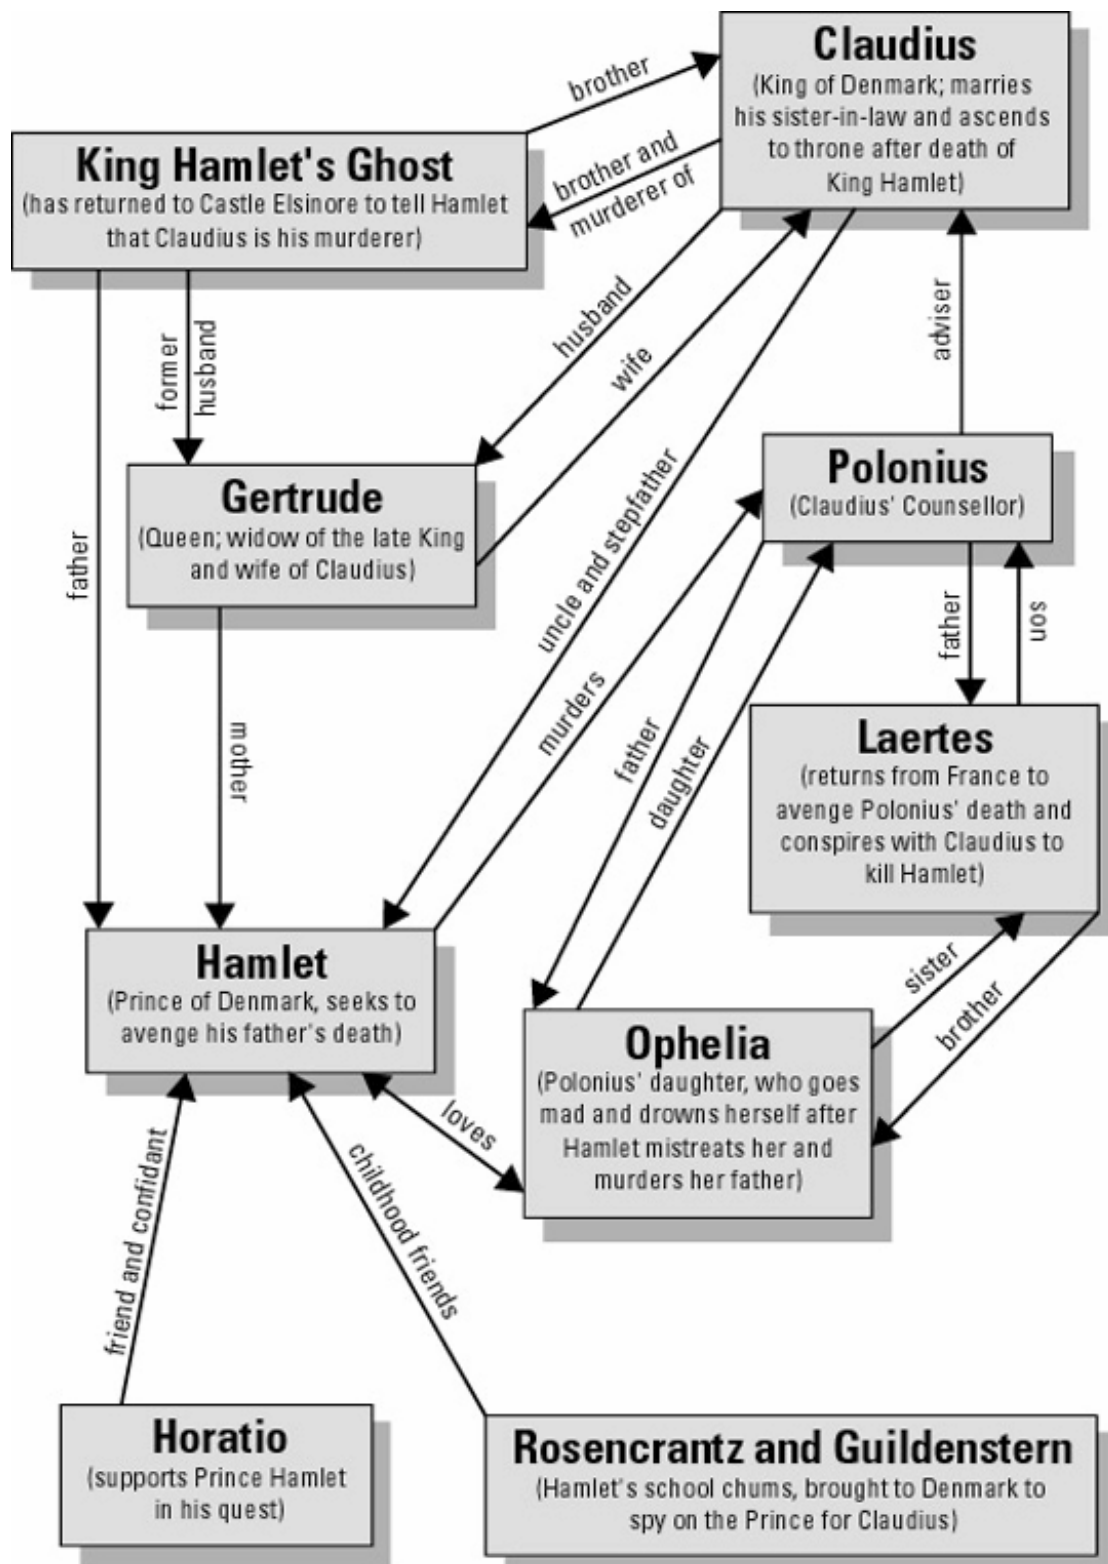 Claudius
(King of Denmark; marries
his sister-in-law and ascends
to throne after death of
King Hamlet)
brother
brother and
murderer of
King Hamlet's Ghost
(has returned to Castle Elsinore to tell Hamlet
that Claudius is his murderer)
former
husband
husband
wife
adviser
father
uncle and stepfather
Gertrude
(Queen; widow of the late King
and wife of Claudius)
Polonius
(Claudius' Counsellor)
mother
murders
father
daughter
father
son
Laertes
(returns from France to
avenge Polonius' death and
conspires with Claudius to
kill Hamlet)
Hamlet
(Prince of Denmark, seeks to
avenge his father's death)
sister
brother
Ophelia
(Polonius' daughter, who goes
mad and drowns herself after
Hamlet mistreats her and
murders her father)
loves
friend and confidant
childhood friends
Horatio
(supports Prince Hamlet
in his quest)
Rosencrantz and Guildenstern
(Hamlet's school chums, brought to Denmark to
spy on the Prince for Claudius)